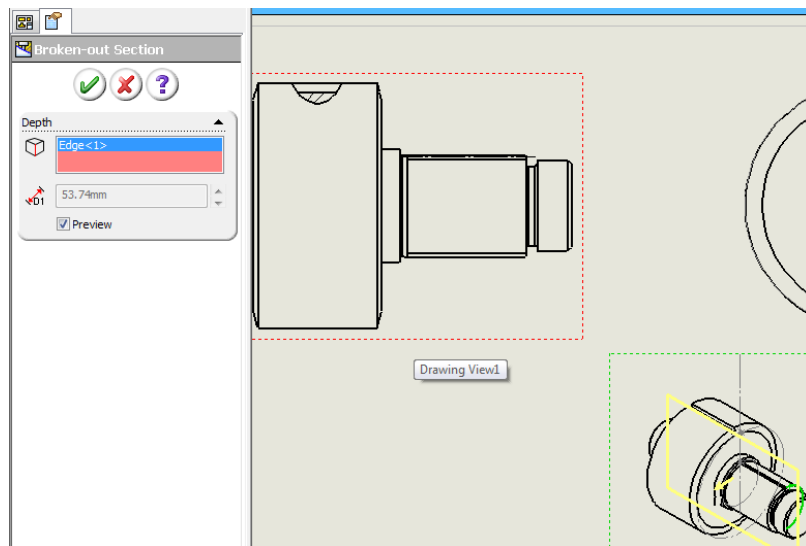 Broken-out Section
?
Depth
Edge<1>
D1
53.74mm
Preview
Drawing View1